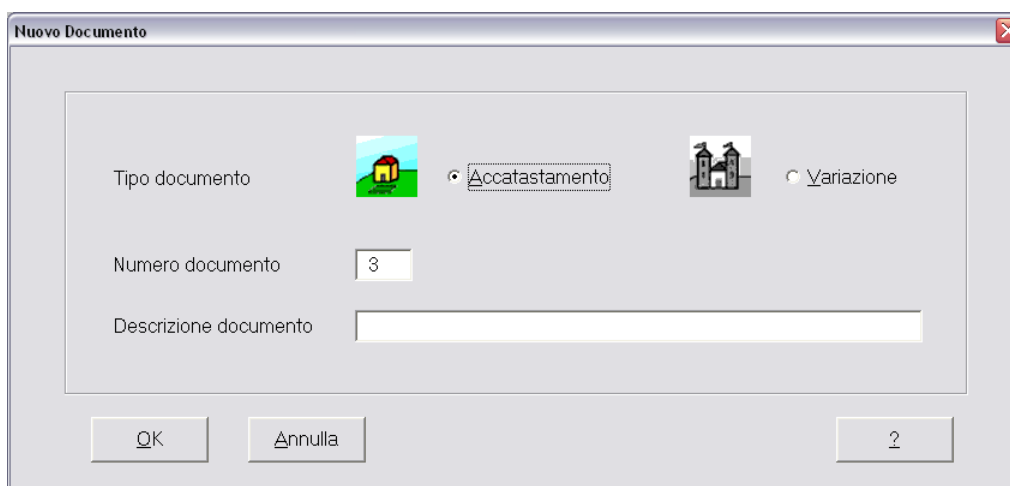 Nuovo Documento
Tipo documento Accatastamento Variazione
Numero documento 3
Descrizione documento
OK Annulla ?